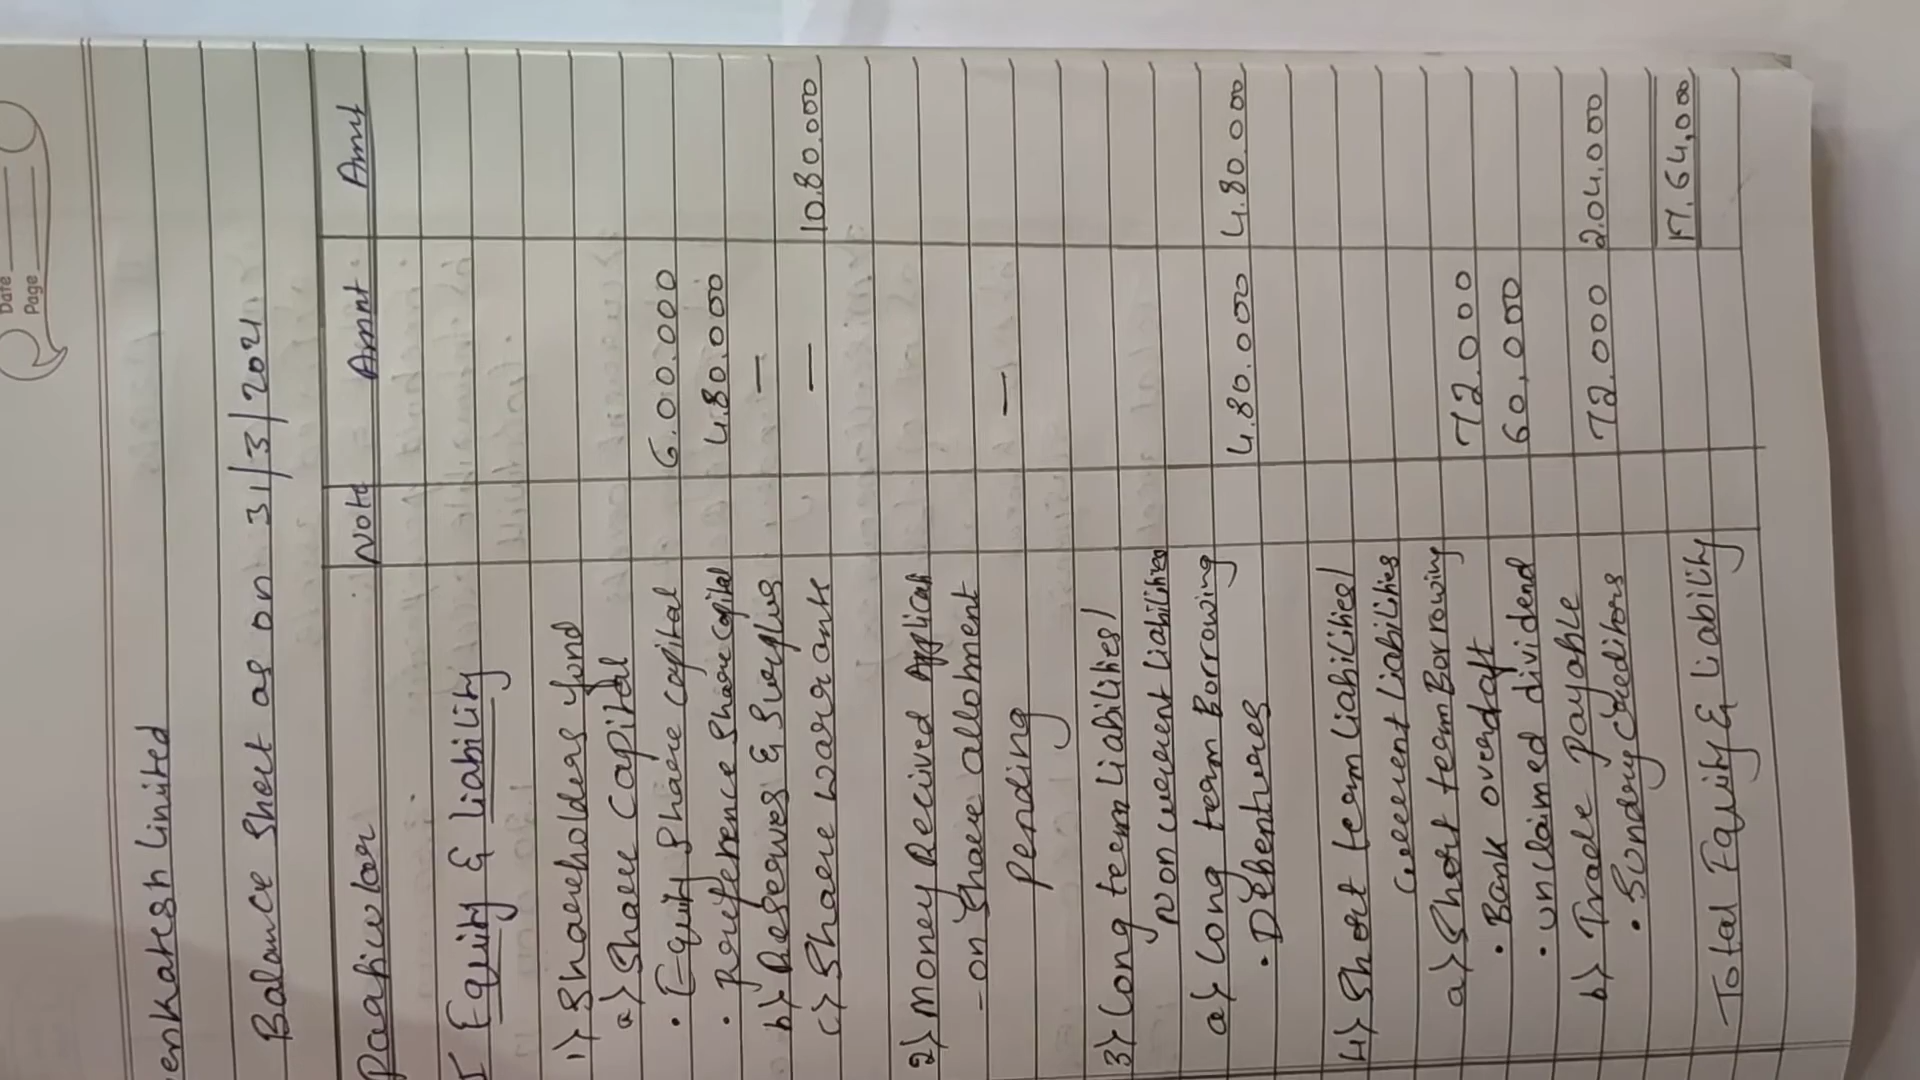 Date
Page
enkatesh Limited
Balance Sheet as on 31/3/2021
Particular Note Amnt. Amt
Equity & Liability
1) Shareholders fund
a) Share Capital
• Equity Share Capital 6.00.000
• Preference Share capital 4.80.000
b) Reserves & Surplus —
c) Share warrants — 10.80.000
2) Money Recived Applicati
- on Share allotment
pending —
3) Long term Liabilities/
Non current Liabilities
a) Long term Borrowing
• Debentures 4.80.000 4.80.000
4) Short term liabilities/
Current Liabilities
a) Short term Borrowing
• Bank overdraft 72.000
• Unclaimed dividend 60,000
b) Trade payable
• Sundry Creditors 72.000 2.04.000
Total Equity & Liability 17.64,000